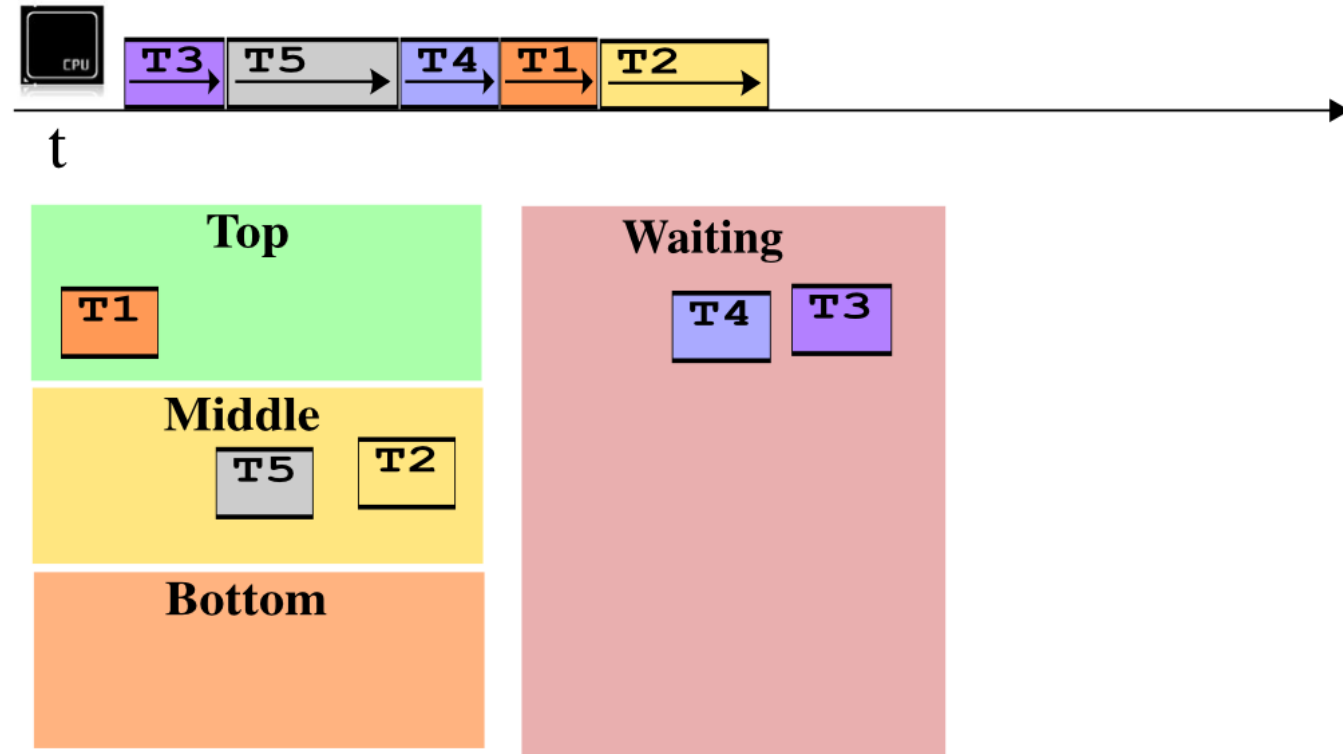 CPU
T3 T5 T4 T1 T2
t
Top
Waiting
T1
T4 T3
Middle
T5 T2
Bottom